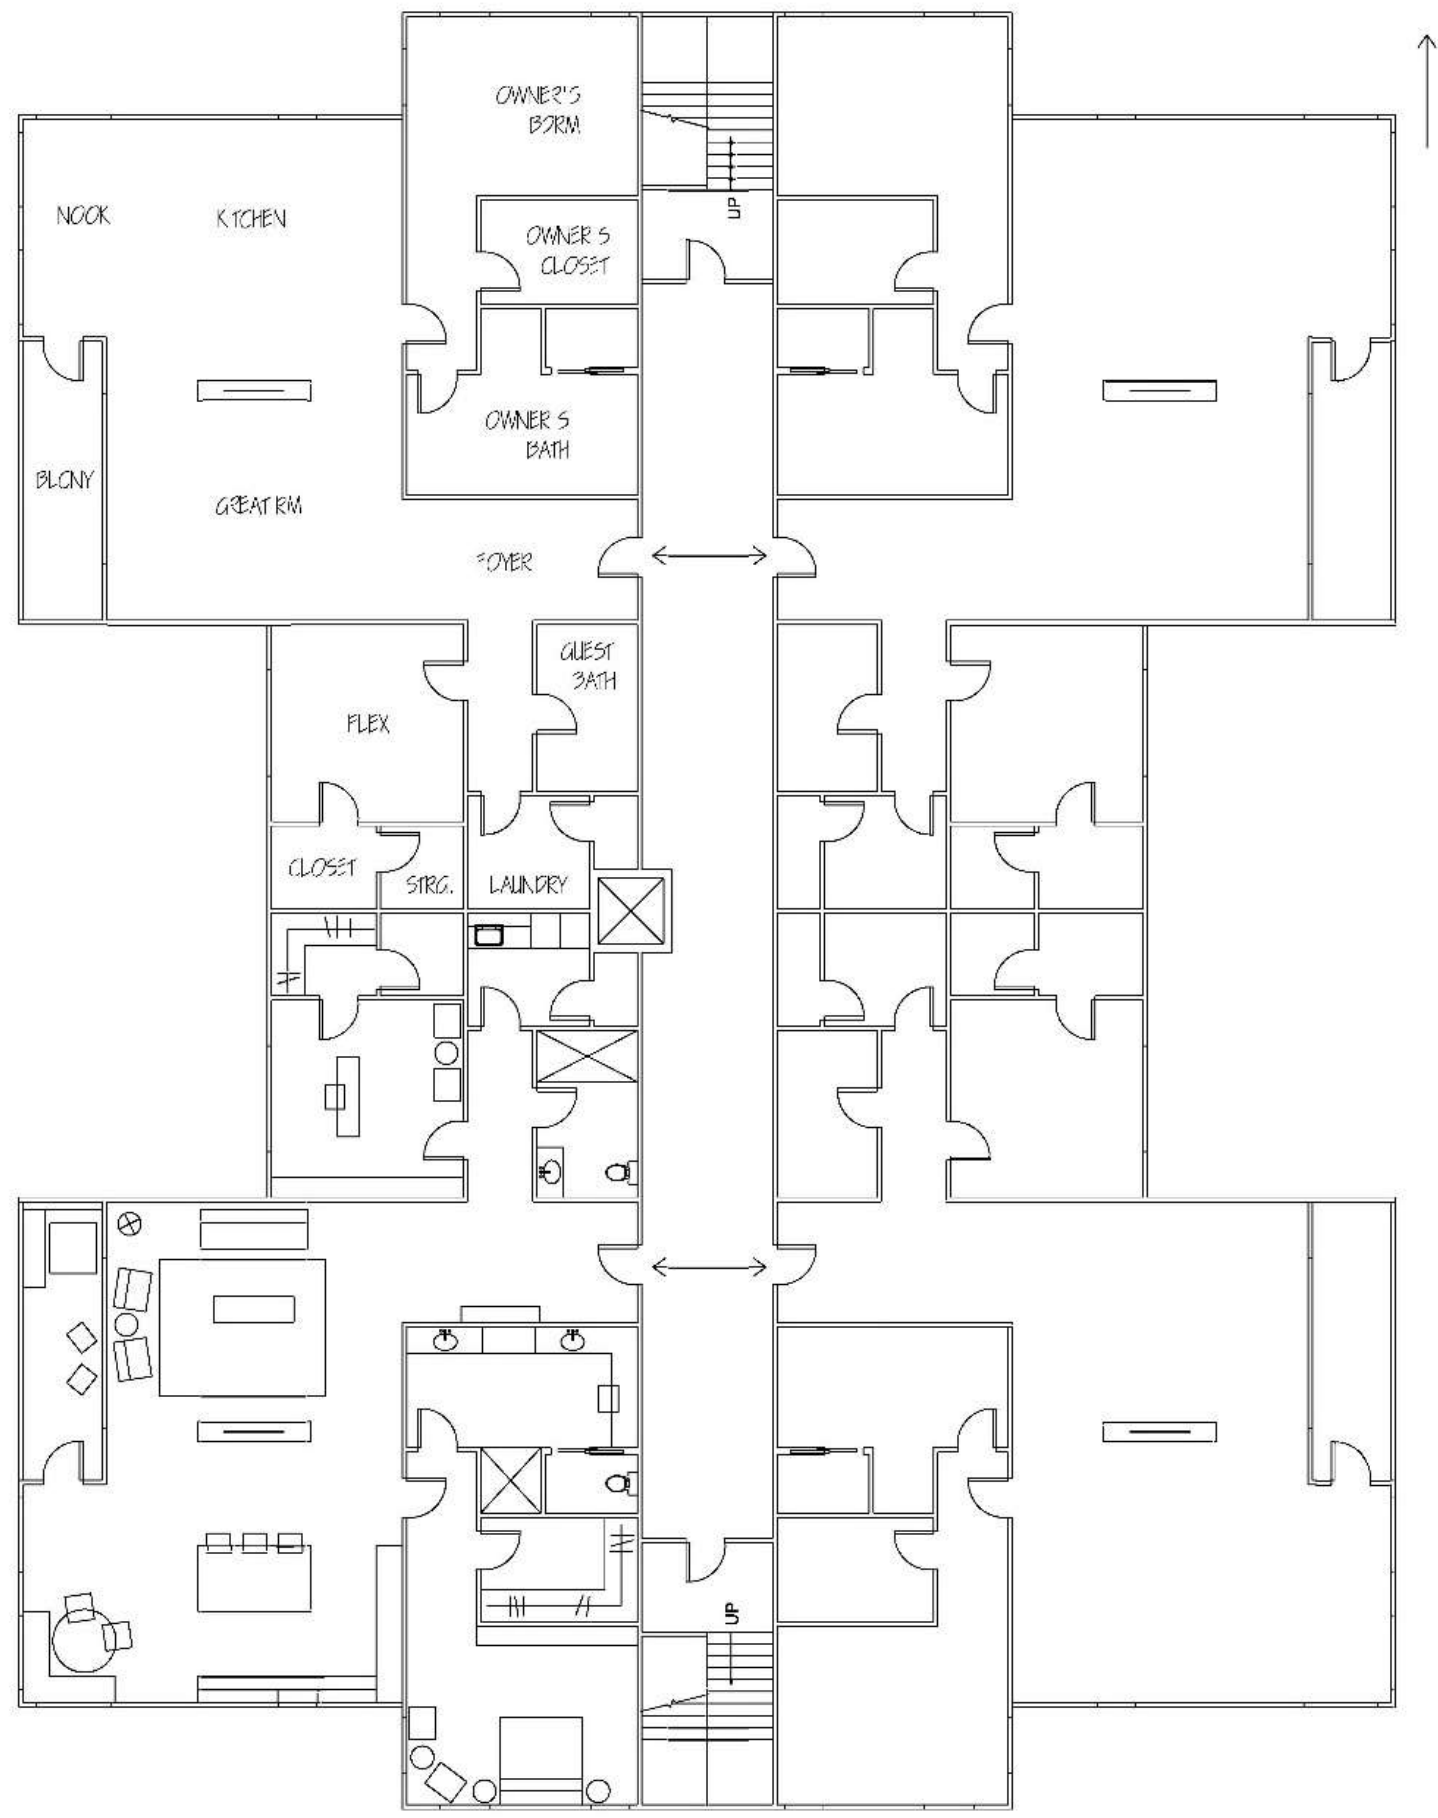 OWNER'S
BDRM
NOOK
KITCHEN
UP
OWNER'S
CLOSET
OWNER'S
BATH
BLCNY
GREAT RM
FOYER
GUEST
BATH
FLEX
CLOSET
STRG.
LAUNDRY
UP